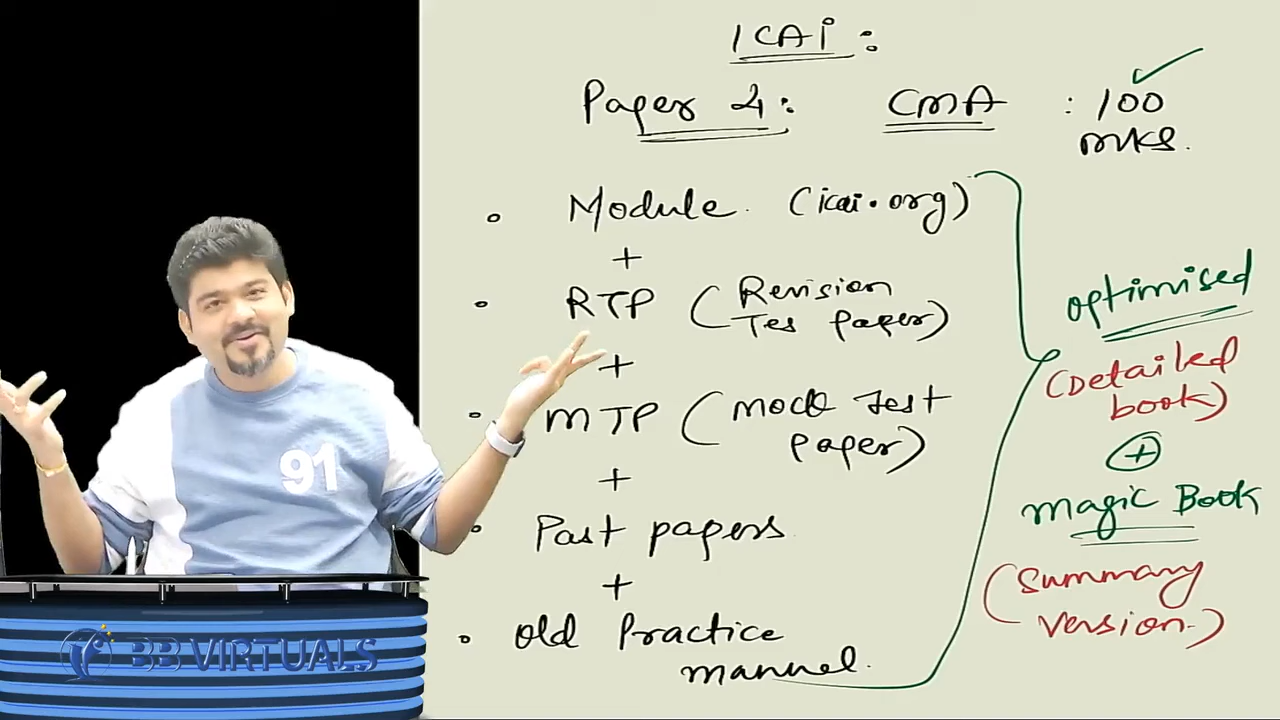 ICAI :
Paper 4 : CMA : 100
mks.
• Module. (icai.org)
+
• RTP (Revision
Tes paper)
+
• MTP (Mock Test
paper)
+
• Past papers.
+
• Old Practice
manual.
optimised
(Detailed
book)
+
Magic Book
(Summary
version.)
91
BB VIRTUALS